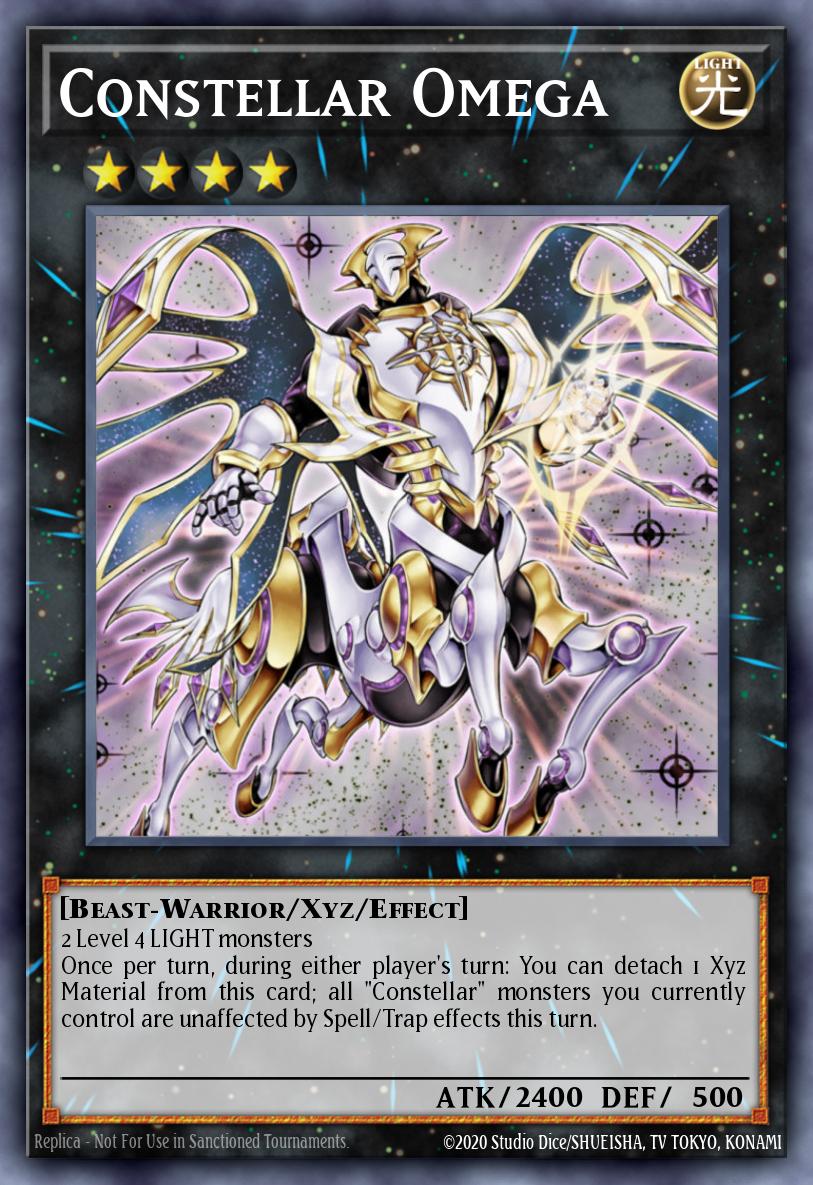 Constellar Omega
LIGHT
光
[Beast-Warrior/Xyz/Effect]
2 Level 4 LIGHT monsters
Once per turn, during either player's turn: You can detach 1 Xyz
Material from this card; all "Constellar" monsters you currently
control are unaffected by Spell/Trap effects this turn.
ATK/2400 DEF/ 500
Replica - Not For Use in Sanctioned Tournaments.
©2020 Studio Dice/SHUEISHA, TV TOKYO, KONAMI